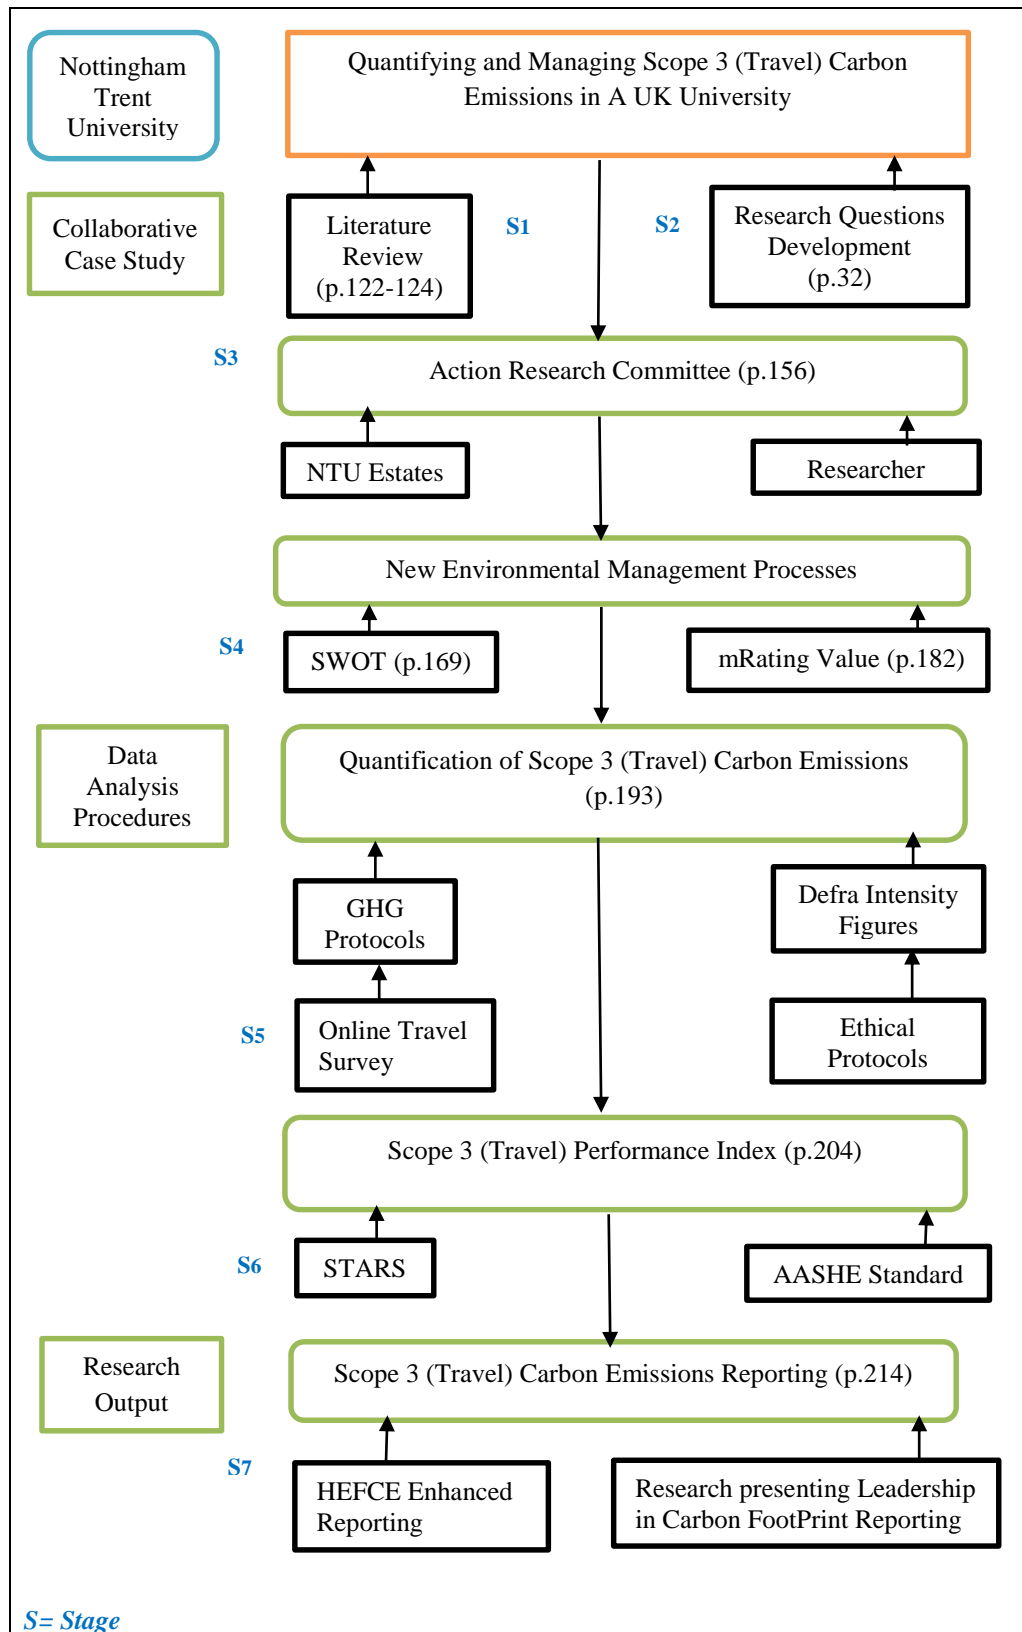 Nottingham
Trent
University
Quantifying and Managing Scope 3 (Travel) Carbon
Emissions in A UK University
Collaborative
Case Study
Literature
Review
(p.122-124)
S1
S2
Research Questions
Development
(p.32)
S3
Action Research Committee (p.156)
NTU Estates
Researcher
New Environmental Management Processes
S4
SWOT (p.169)
mRating Value (p.182)
Data
Analysis
Procedures
Quantification of Scope 3 (Travel) Carbon Emissions
(p.193)
GHG
Protocols
Defra Intensity
Figures
S5
Online Travel
Survey
Ethical
Protocols
Scope 3 (Travel) Performance Index (p.204)
S6
STARS
AASHE Standard
Research
Output
Scope 3 (Travel) Carbon Emissions Reporting (p.214)
S7
HEFCE Enhanced
Reporting
Research presenting Leadership
in Carbon FootPrint Reporting
S= Stage